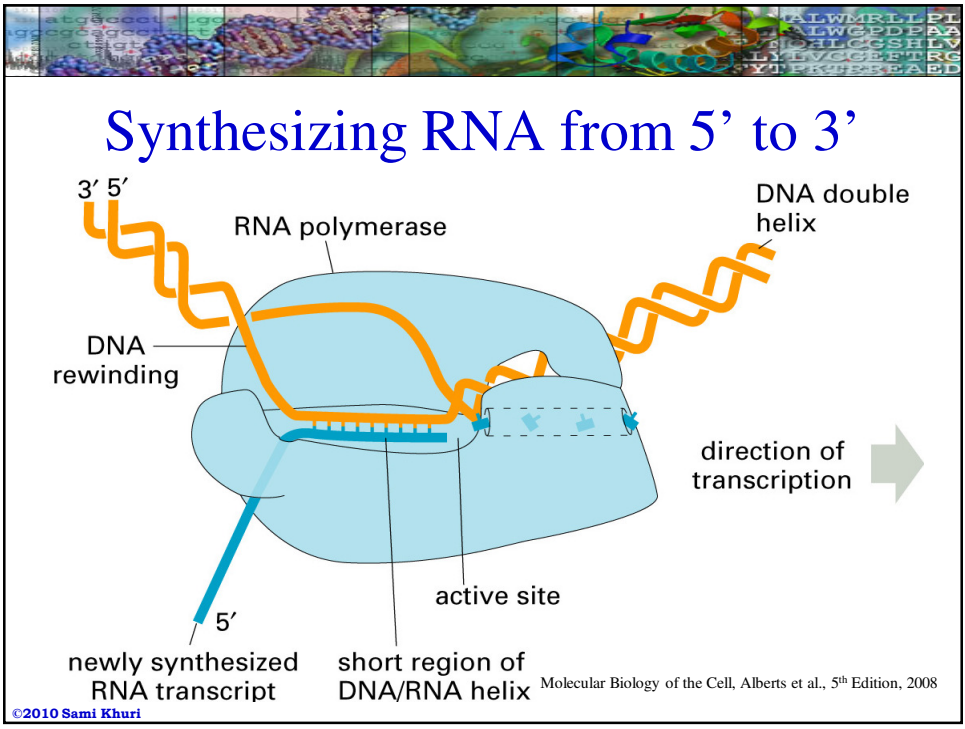 ALWMRLLPL
ALWGPDPAA
Synthesizing RNA from 5’ to 3’
3′ 5′
DNA double
helix
RNA polymerase
DNA
rewinding
direction of
transcription
active site
5′
newly synthesized
RNA transcript
short region of
DNA/RNA helix
Molecular Biology of the Cell, Alberts et al., 5th Edition, 2008
©2010 Sami Khuri